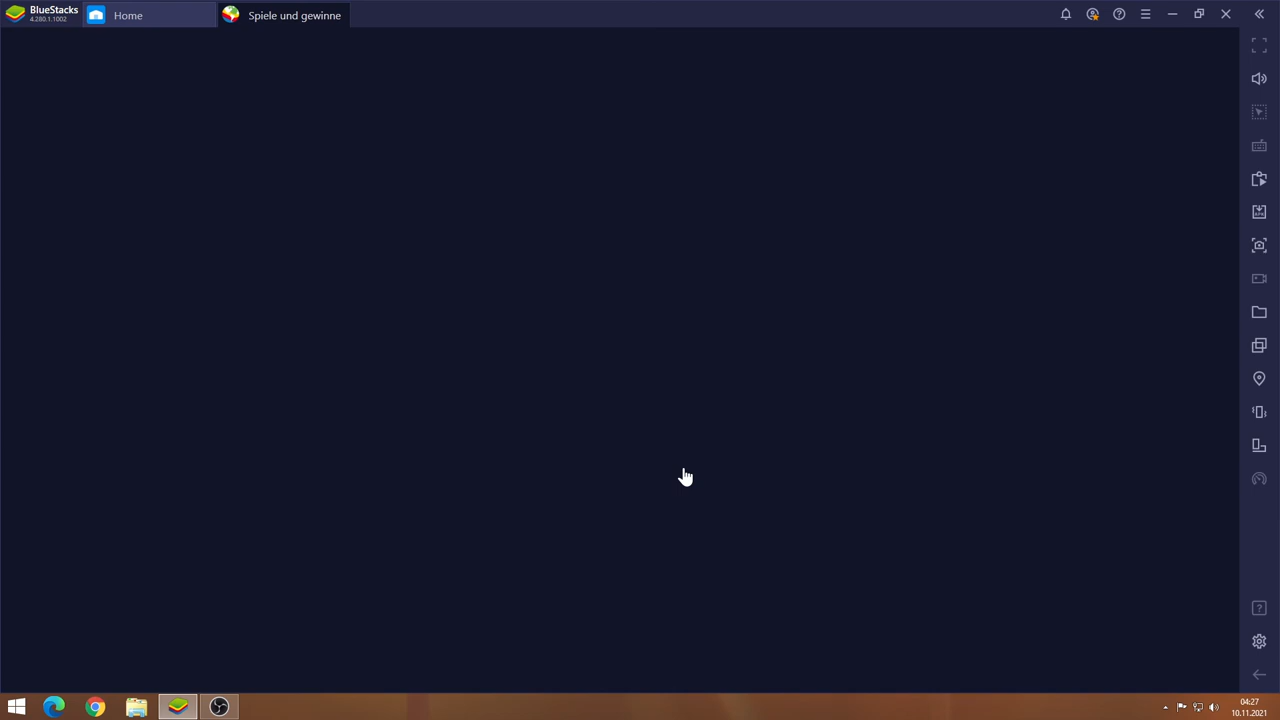 BlueStacks
4.280.1.1002
Home
Spiele und gewinne
04:27
10.11.2021